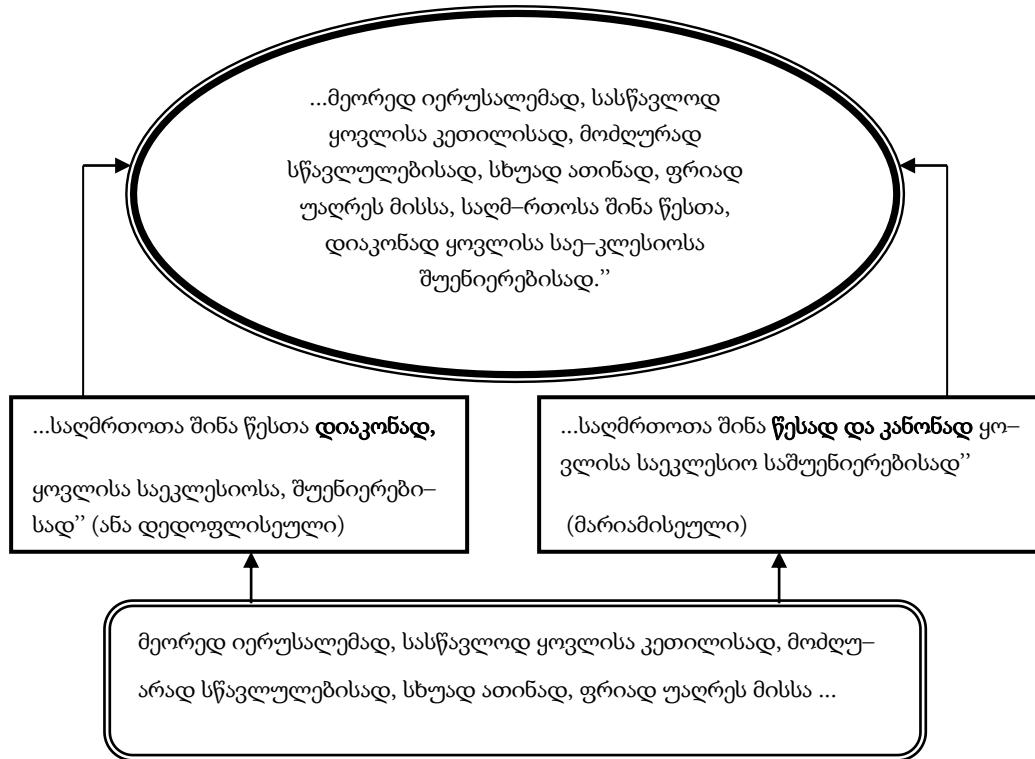 ...მეორედ იერუსალემად, სასწავლოდ
ყოვლისა კეთილისად, მოძღურად
სწავლულებისად, სხუად ათინად, ფრიად
უაღრეს მისსა, საღმ–რთოსა შინა წესთა,
დიაკონად ყოვლისა საე–კლესიოსა
შუენიერებისად.’’
...საღმრთოთა შინა წესთა დიაკონად,
ყოვლისა საეკლესიოსა, შუენიერები–
სად’’ (ანა დედოფლისეული)
...საღმრთოთა შინა წესად და კანონად ყო–
ვლისა საეკლესიო საშუენიერებისად’’
(მარიამისეული)
მეორედ იერუსალემად, სასწავლოდ ყოვლისა კეთილისად, მოძღუ–
არად სწავლულებისად, სხუად ათინად, ფრიად უაღრეს მისსა ...